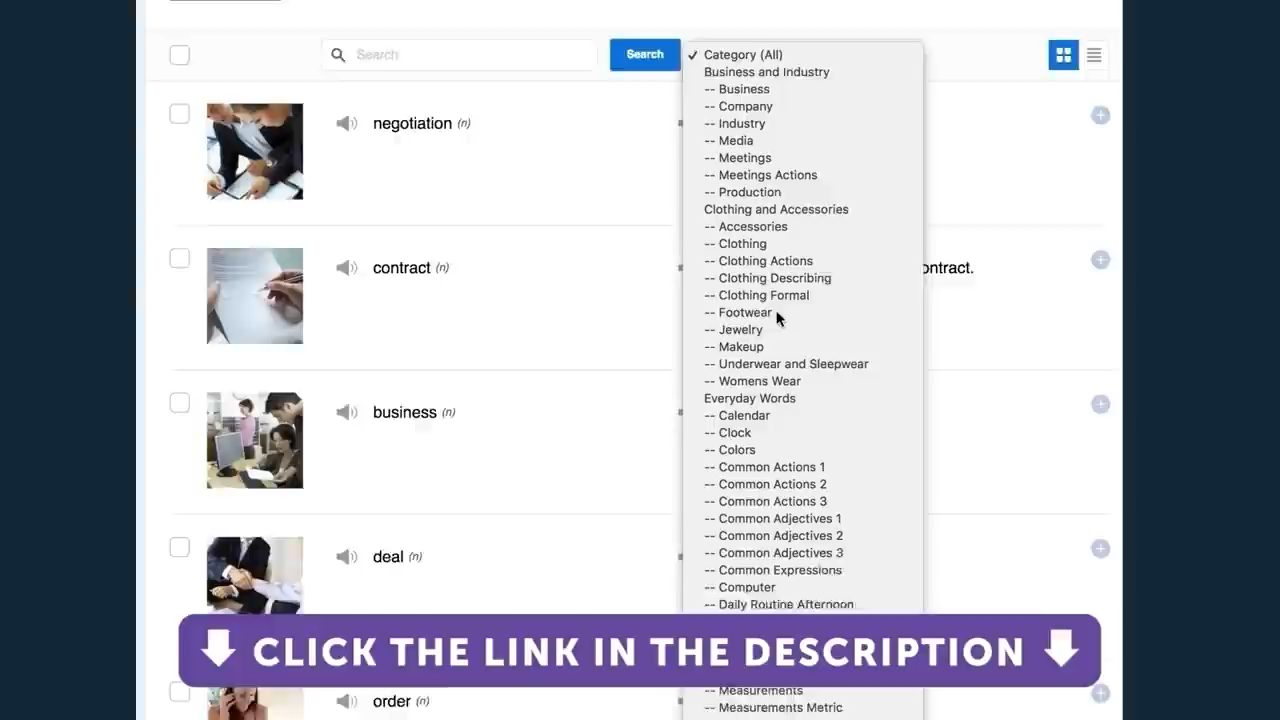 Search
Search
Category (All)
Business and Industry
-- Business
-- Company
-- Industry
-- Media
-- Meetings
-- Meetings Actions
-- Production
Clothing and Accessories
-- Accessories
-- Clothing
-- Clothing Actions
-- Clothing Describing
-- Clothing Formal
-- Footwear
-- Jewelry
-- Makeup
-- Underwear and Sleepwear
-- Womens Wear
Everyday Words
-- Calendar
-- Clock
-- Colors
-- Common Actions 1
-- Common Actions 2
-- Common Actions 3
-- Common Adjectives 1
-- Common Adjectives 2
-- Common Adjectives 3
-- Common Expressions
-- Computer
-- Daily Routine Afternoon
-- Measurements
-- Measurements Metric
negotiation (n)
contract (n)
ontract.
business (n)
deal (n)
CLICK THE LINK IN THE DESCRIPTION
order (n)